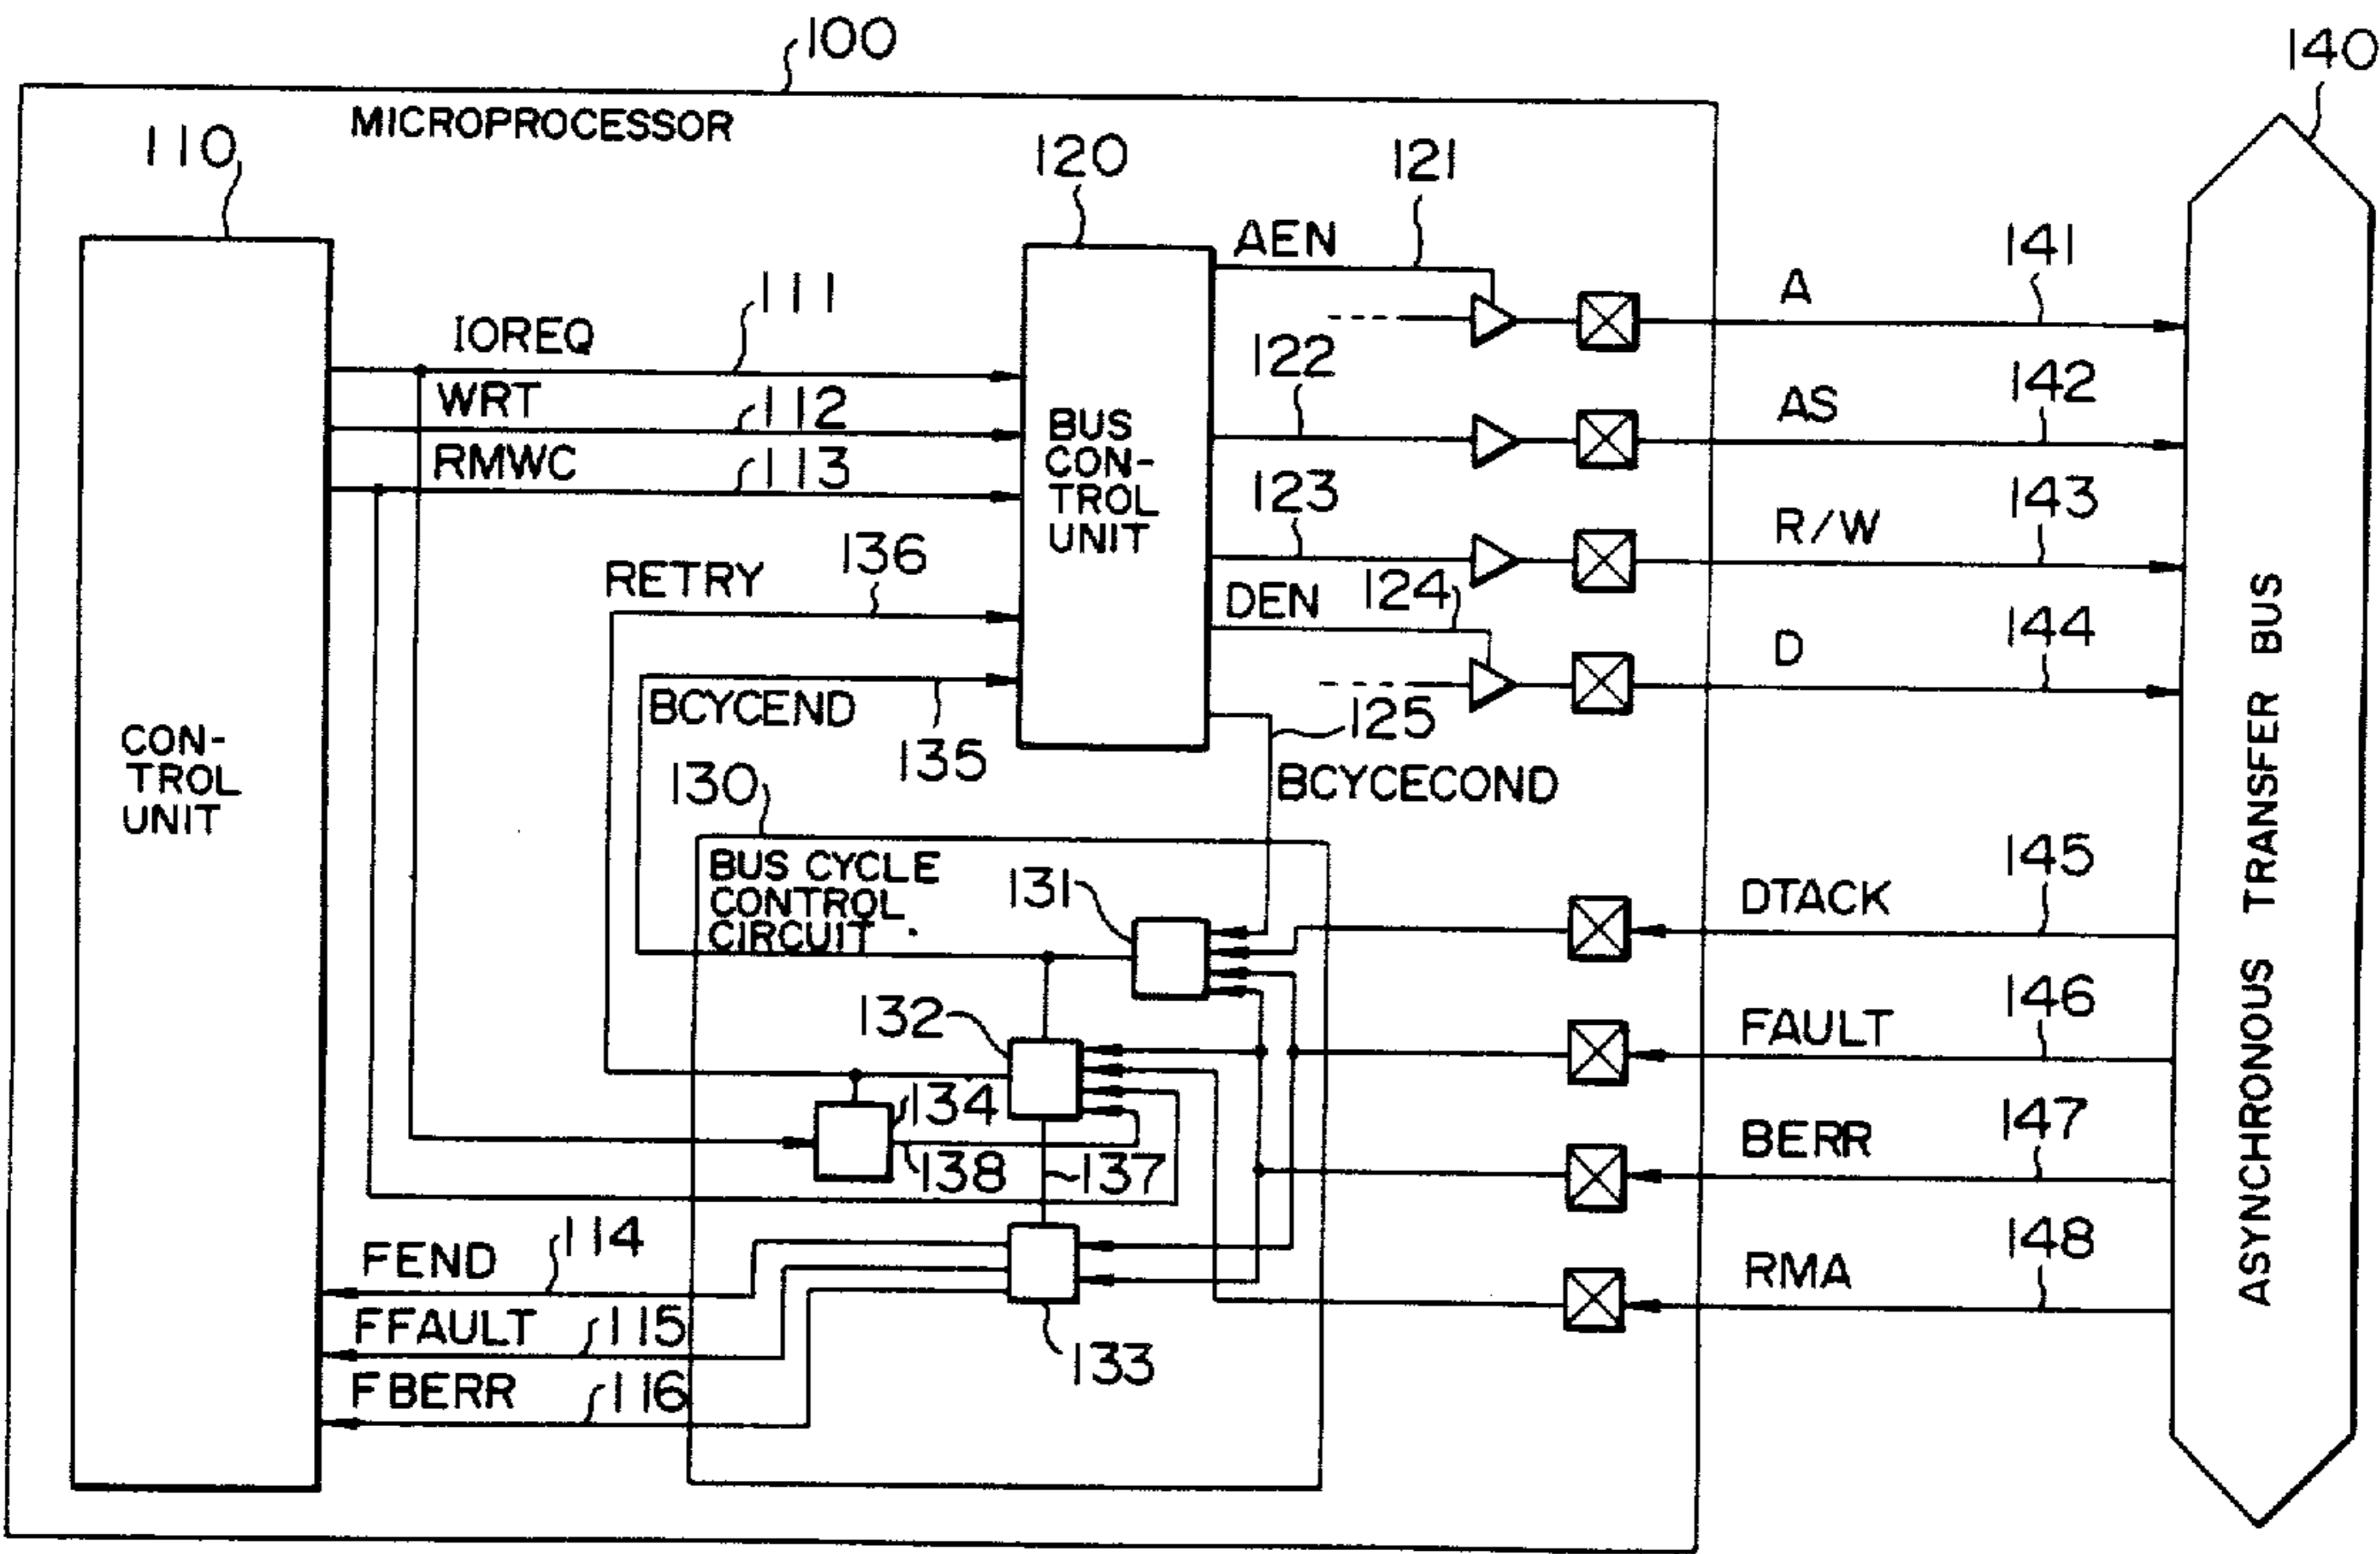 100
140
MICROPROCESSOR
110
120
121
AEN
141
A
111
IOREQ
122
142
AS
WRT
112
BUS
CON-
TROL
UNIT
RMWC
113
123
143
R/W
136
RETRY
DEN
124
144
D
BCYCEND
135
125
BCYCECOND
CON-
TROL
UNIT
130
BUS CYCLE
CONTROL
CIRCUIT
131
145
DTACK
132
146
FAULT
134
138
137
147
BERR
114
FEND
148
RMA
FFAULT
115
133
FBERR
116
ASYNCHRONOUS TRANSFER BUS